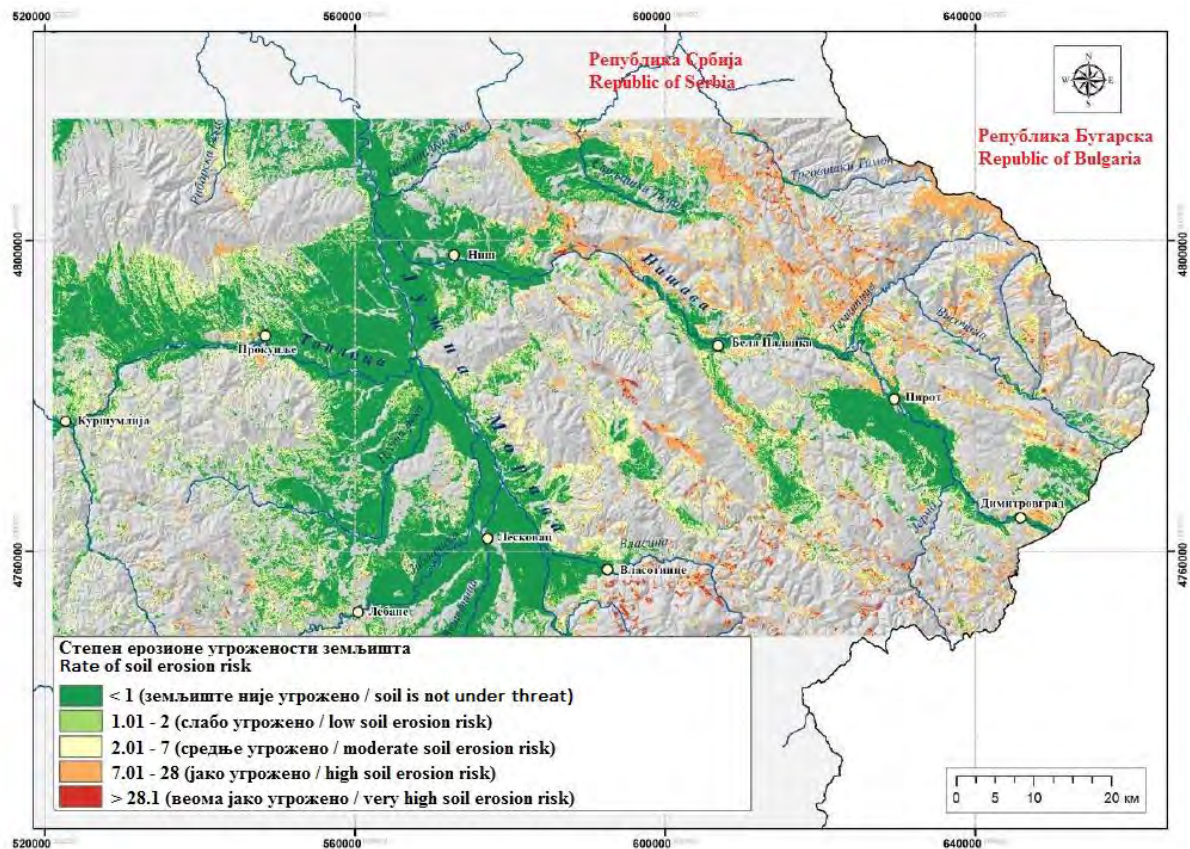 520000
560000
600000
640000
Република Србија
Republic of Serbia
N
W
E
S
Република Бугарска
Republic of Bulgaria
Трговишки Тимок
4800000
4800000
Ниш
Нишава
Јужна
Бела Паланка
Прокупље
Топлица
Височица
Пирот
Куршумлија
Морава
Димитровград
Лесковац
Власина
4760000
4760000
Власотинце
Лебане
Степен ерозионе угрожености земљишта
Rate of soil erosion risk
< 1 (земљиште није угрожено / soil is not under threat)
1.01 - 2 (слабо угрожено / low soil erosion risk)
2.01 - 7 (средње угрожено / moderate soil erosion risk)
7.01 - 28 (јако угрожено / high soil erosion risk)
> 28.1 (веома јако угрожено / very high soil erosion risk)
0 5 10 20 км
520000
560000
600000
640000